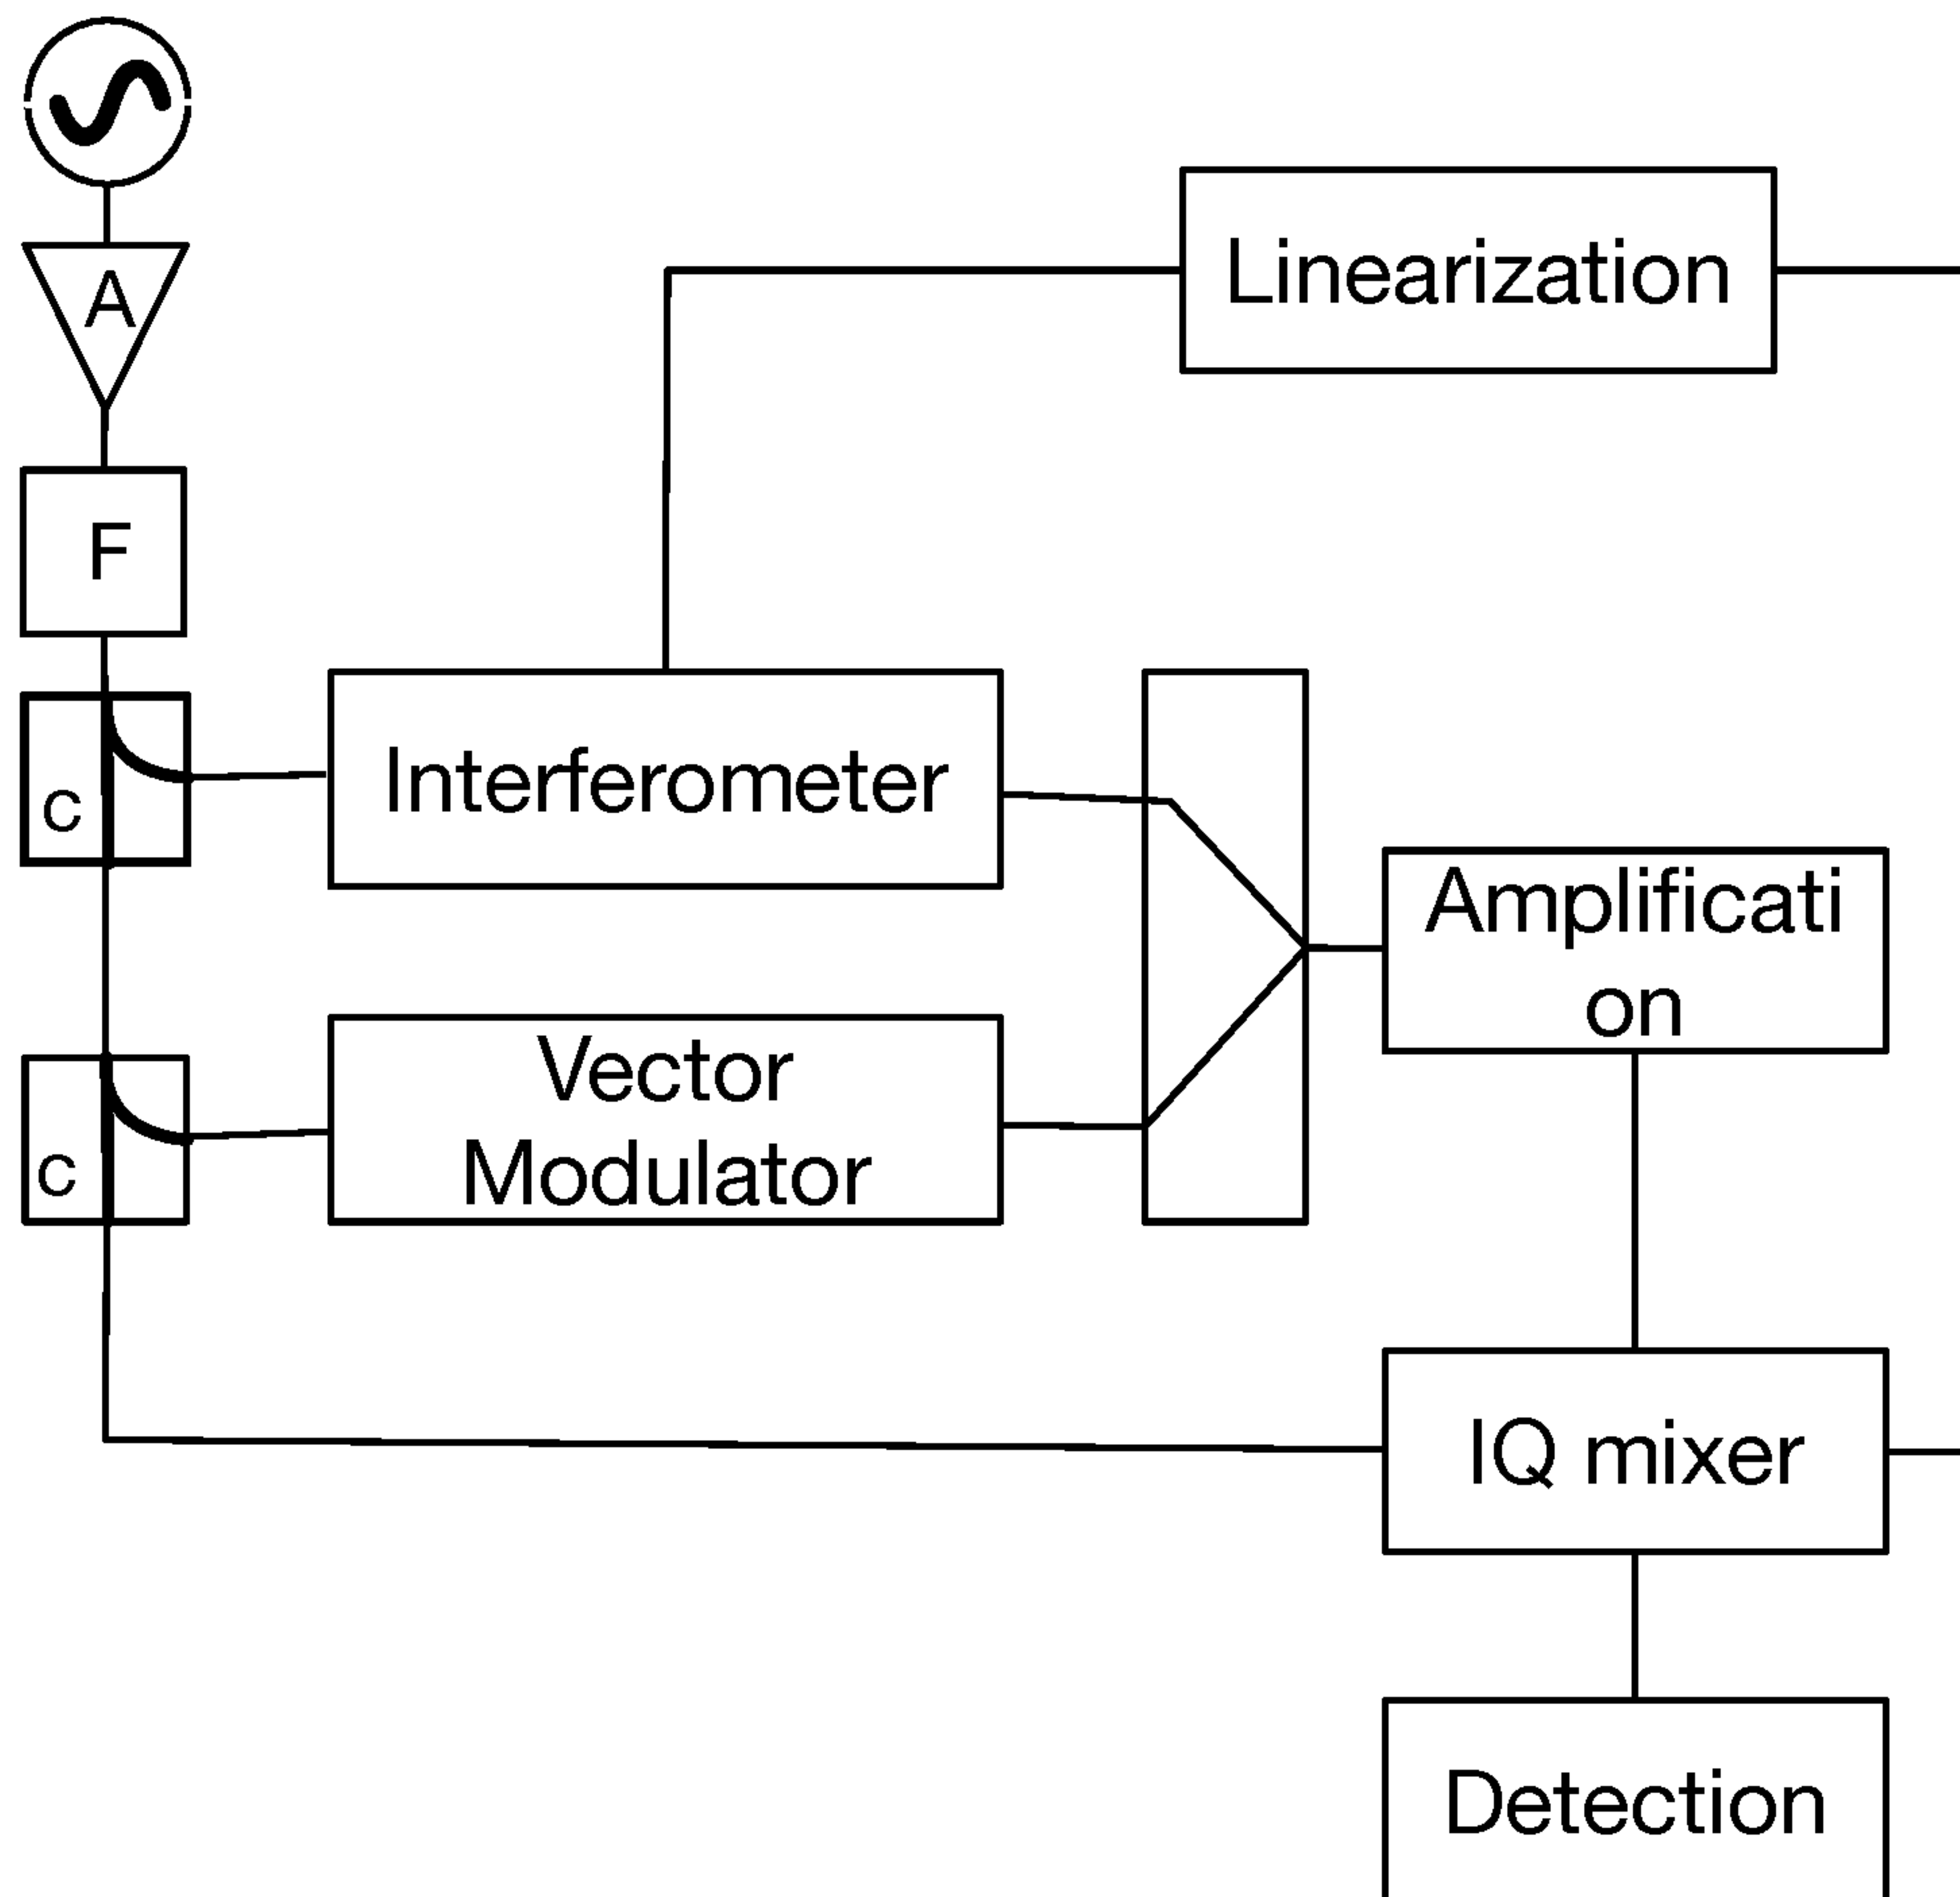 A
Linearization
F
Interferometer
C
Amplificati
on
Vector
Modulator
C
IQ mixer
Detection